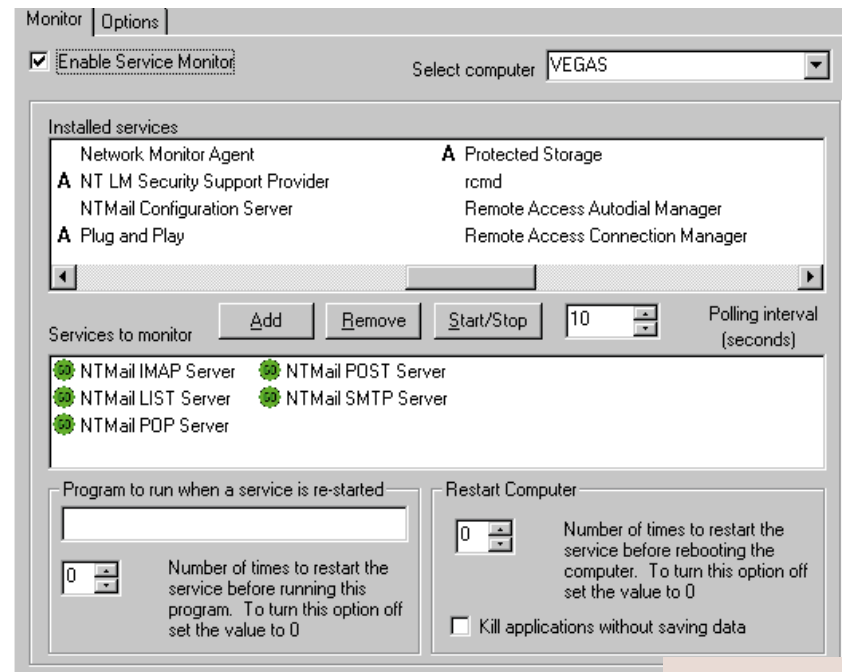 Monitor Options
Enable Service Monitor
Select computer VEGAS
Installed services
Network Monitor Agent
A NT LM Security Support Provider
NTMail Configuration Server
A Plug and Play
A Protected Storage
rcmd
Remote Access Autodial Manager
Remote Access Connection Manager
Services to monitor
Add Remove Start/Stop 10 Polling interval
(seconds)
GO NTMail IMAP Server
GO NTMail LIST Server
GO NTMail POP Server
GO NTMail POST Server
GO NTMail SMTP Server
Program to run when a service is re-started
0 Number of times to restart the
service before running this
program. To turn this option off
set the value to 0
Restart Computer
0 Number of times to restart the
service before rebooting the
computer. To turn this option off
set the value to 0
Kill applications without saving data